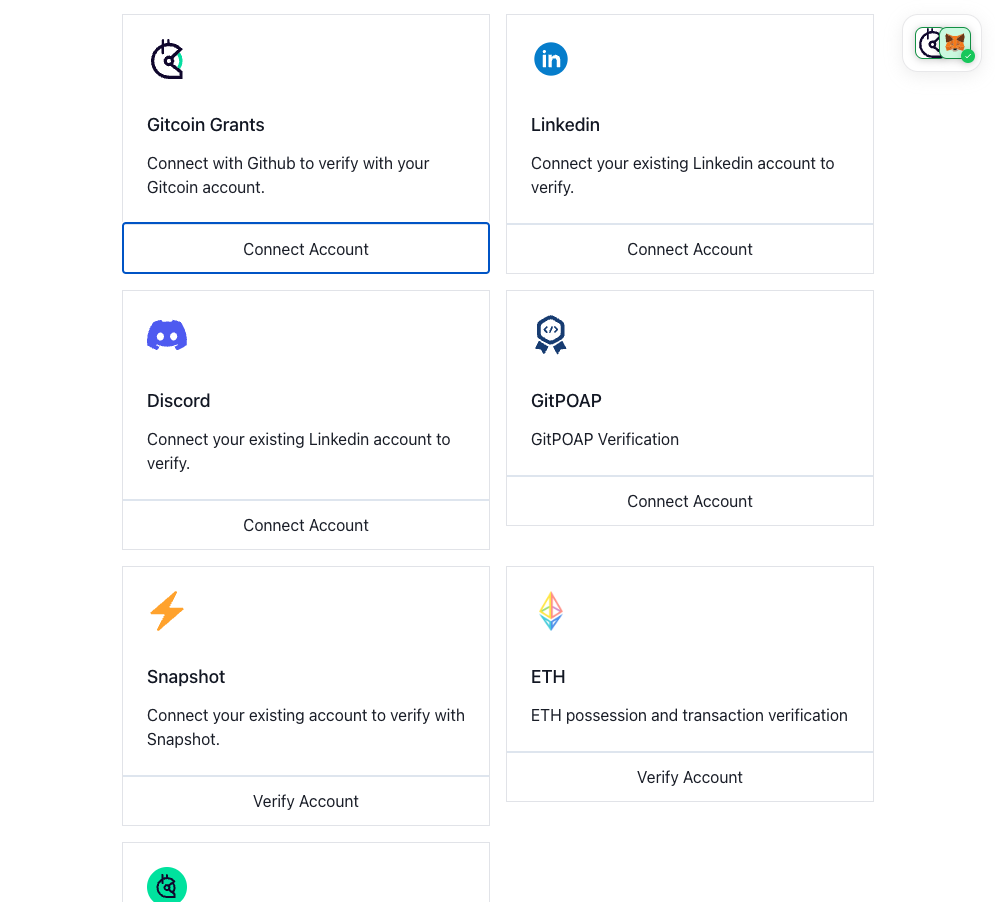 Gitcoin Grants
Connect with Github to verify with your
Gitcoin account.
Connect Account
in
Linkedin
Connect your existing Linkedin account to
verify.
Connect Account
Discord
Connect your existing Linkedin account to
verify.
Connect Account
</>
GitPOAP
GitPOAP Verification
Connect Account
Snapshot
Connect your existing account to verify with
Snapshot.
Verify Account
ETH
ETH possession and transaction verification
Verify Account